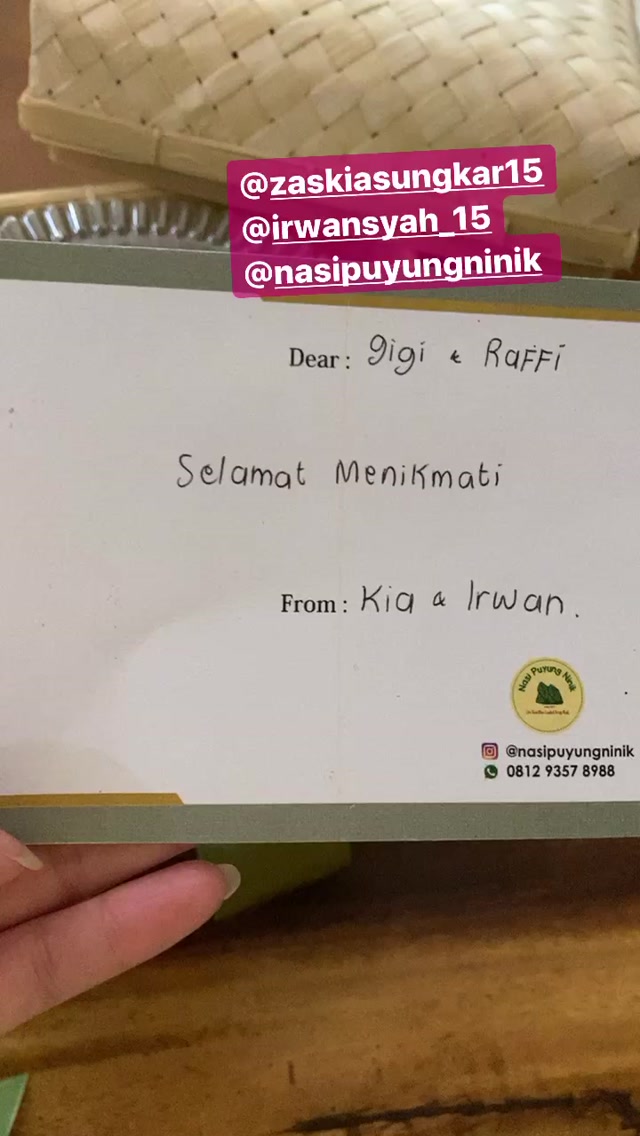 @zaskiasungkar15
@irwansyah_15
@nasipuyungninik
Dear : Gigi & Raffi
Selamat Menikmati
From : Kia & Irwan.
Nasi Puyung Ninik
@nasipuyungninik
0812 9357 8988